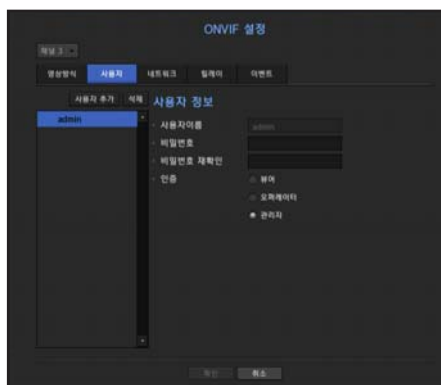 ONVIF 설정
채널 3
영상방식 사용자 네트워크 릴레이 이벤트
사용자 추가 삭제 사용자 정보
admin
사용자이름 admin
비밀번호
비밀번호 재확인
인증 뷰어
오퍼레이터
관리자
확인 취소